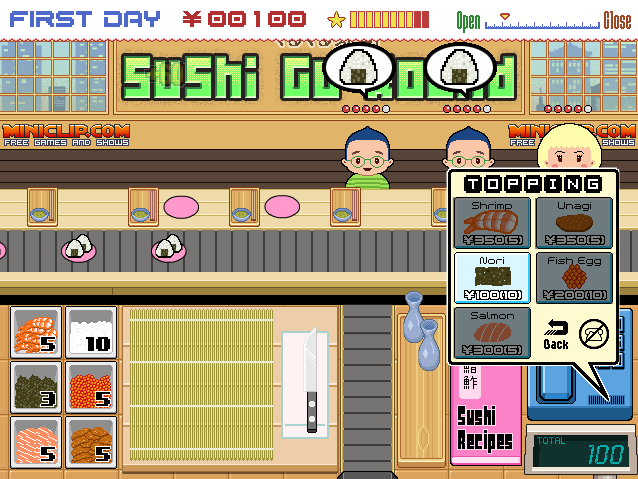 FIRST DAY ¥00100 Open Close
Sushi Go
MINICLIP.COM
FREE GAMES AND SHOWS
MINICLIP.COM
FREE GAMES AND SHOWS
TOPPING
Shrimp Unagi
¥350(5) ¥350(5)
Nori Fish Egg
¥100(10) ¥200(10)
Salmon
¥300(5)
Back
5 10
3 5
5 5
Sushi
Recipes
TOTAL
100